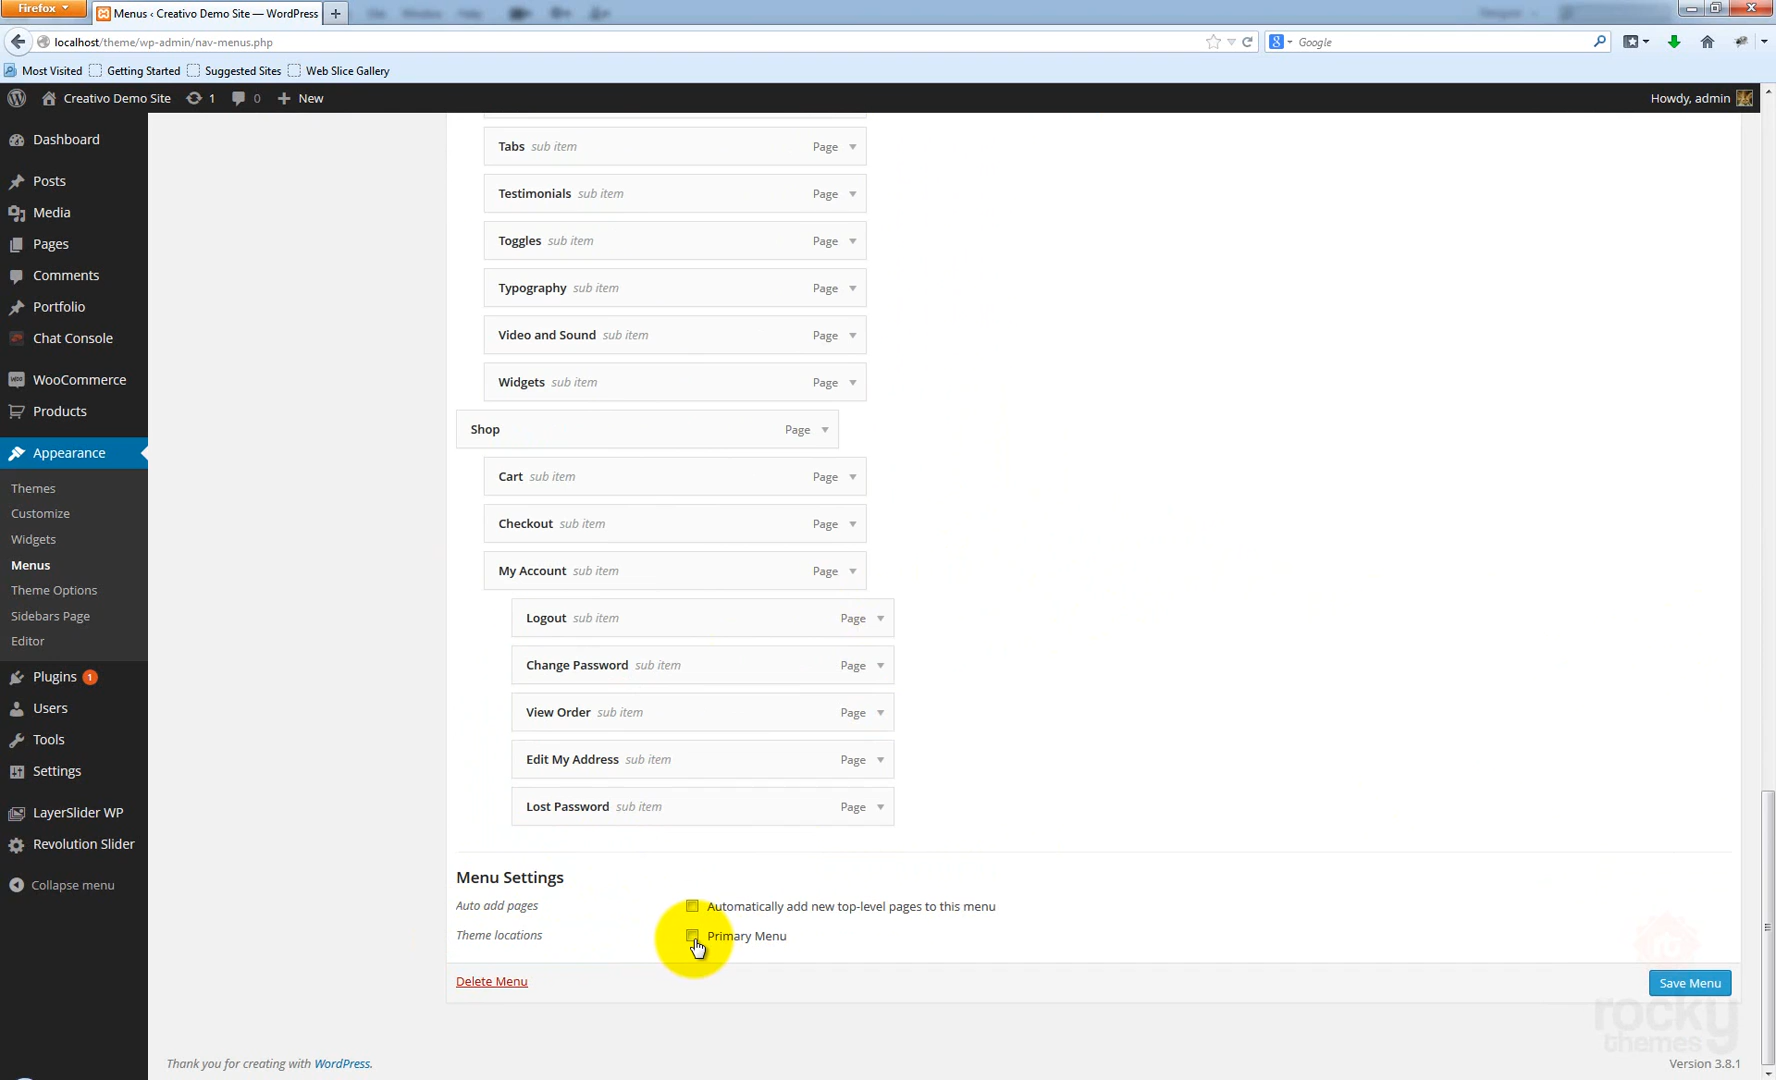 Firefox
Menus ‹ Creativo Demo Site — WordPress
localhost/theme/wp-admin/nav-menus.php
Google
Most Visited
Getting Started
Suggested Sites
Web Slice Gallery
Creativo Demo Site
1
0
New
Howdy, admin
Dashboard
Posts
Media
Pages
Comments
Portfolio
Chat Console
WooCommerce
Products
Appearance
Themes
Customize
Widgets
Menus
Theme Options
Sidebars Page
Editor
Plugins 1
Users
Tools
Settings
LayerSlider WP
Revolution Slider
Collapse menu
Tabs sub item Page
Testimonials sub item Page
Toggles sub item Page
Typography sub item Page
Video and Sound sub item Page
Widgets sub item Page
Shop Page
Cart sub item Page
Checkout sub item Page
My Account sub item Page
Logout sub item Page
Change Password sub item Page
View Order sub item Page
Edit My Address sub item Page
Lost Password sub item Page
Menu Settings
Auto add pages Automatically add new top-level pages to this menu
Theme locations Primary Menu
Delete Menu
Save Menu
rocky
themes
Thank you for creating with WordPress.
Version 3.8.1